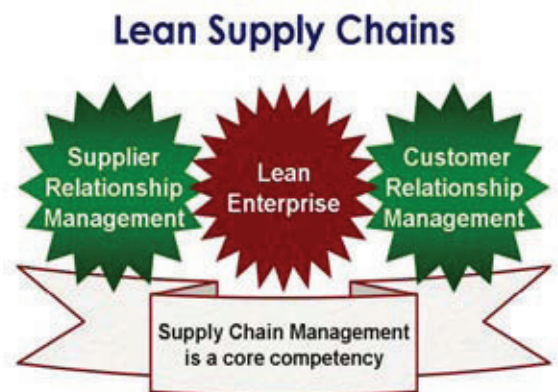 Lean Supply Chains
Supplier
Relationship
Management
Lean
Enterprise
Customer
Relationship
Management
Supply Chain Management
is a core competency